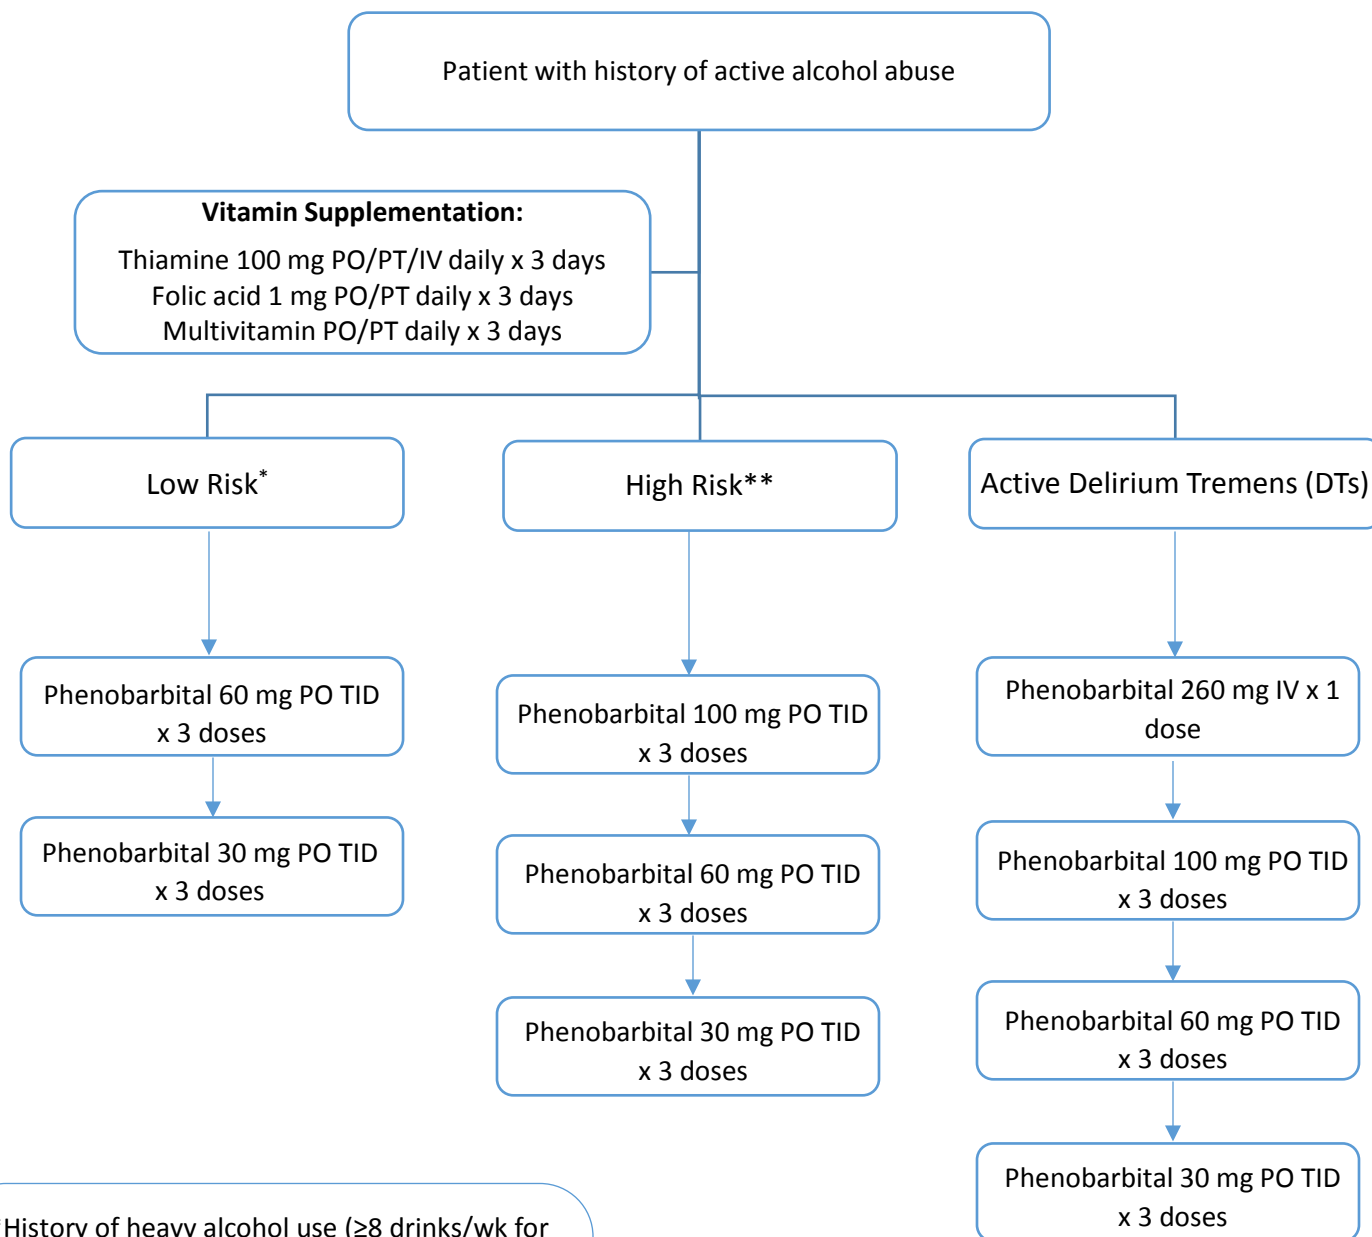 Patient with history of active alcohol abuse
Vitamin Supplementation:
Thiamine 100 mg PO/PT/IV daily x 3 days
Folic acid 1 mg PO/PT daily x 3 days
Multivitamin PO/PT daily x 3 days
Low Risk*
High Risk**
Active Delirium Tremens (DTs)
Phenobarbital 60 mg PO TID
x 3 doses
Phenobarbital 30 mg PO TID
x 3 doses
Phenobarbital 100 mg PO TID
x 3 doses
Phenobarbital 60 mg PO TID
x 3 doses
Phenobarbital 30 mg PO TID
x 3 doses
Phenobarbital 260 mg IV x 1
dose
Phenobarbital 100 mg PO TID
x 3 doses
Phenobarbital 60 mg PO TID
x 3 doses
Phenobarbital 30 mg PO TID
x 3 doses
*History of heavy alcohol use (≥8 drinks/wk for